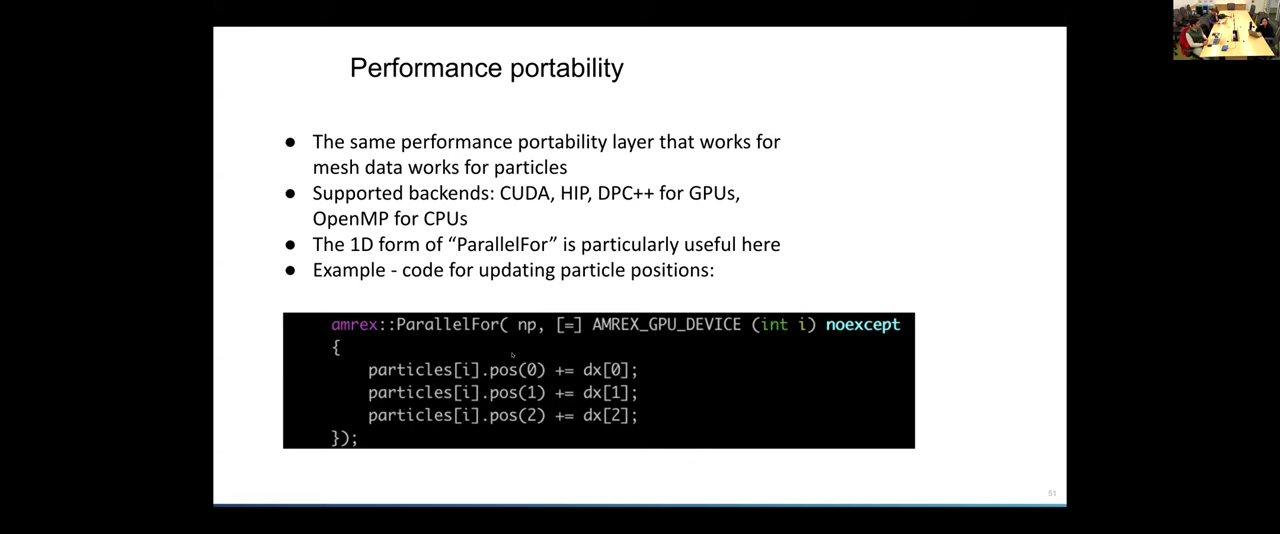 Performance portability
● The same performance portability layer that works for
mesh data works for particles
● Supported backends: CUDA, HIP, DPC++ for GPUs,
OpenMP for CPUs
● The 1D form of “ParallelFor” is particularly useful here
● Example - code for updating particle positions:
amrex::ParallelFor( np, [=] AMREX_GPU_DEVICE (int i) noexcept
{
particles[i].pos(0) += dx[0];
particles[i].pos(1) += dx[1];
particles[i].pos(2) += dx[2];
});
51